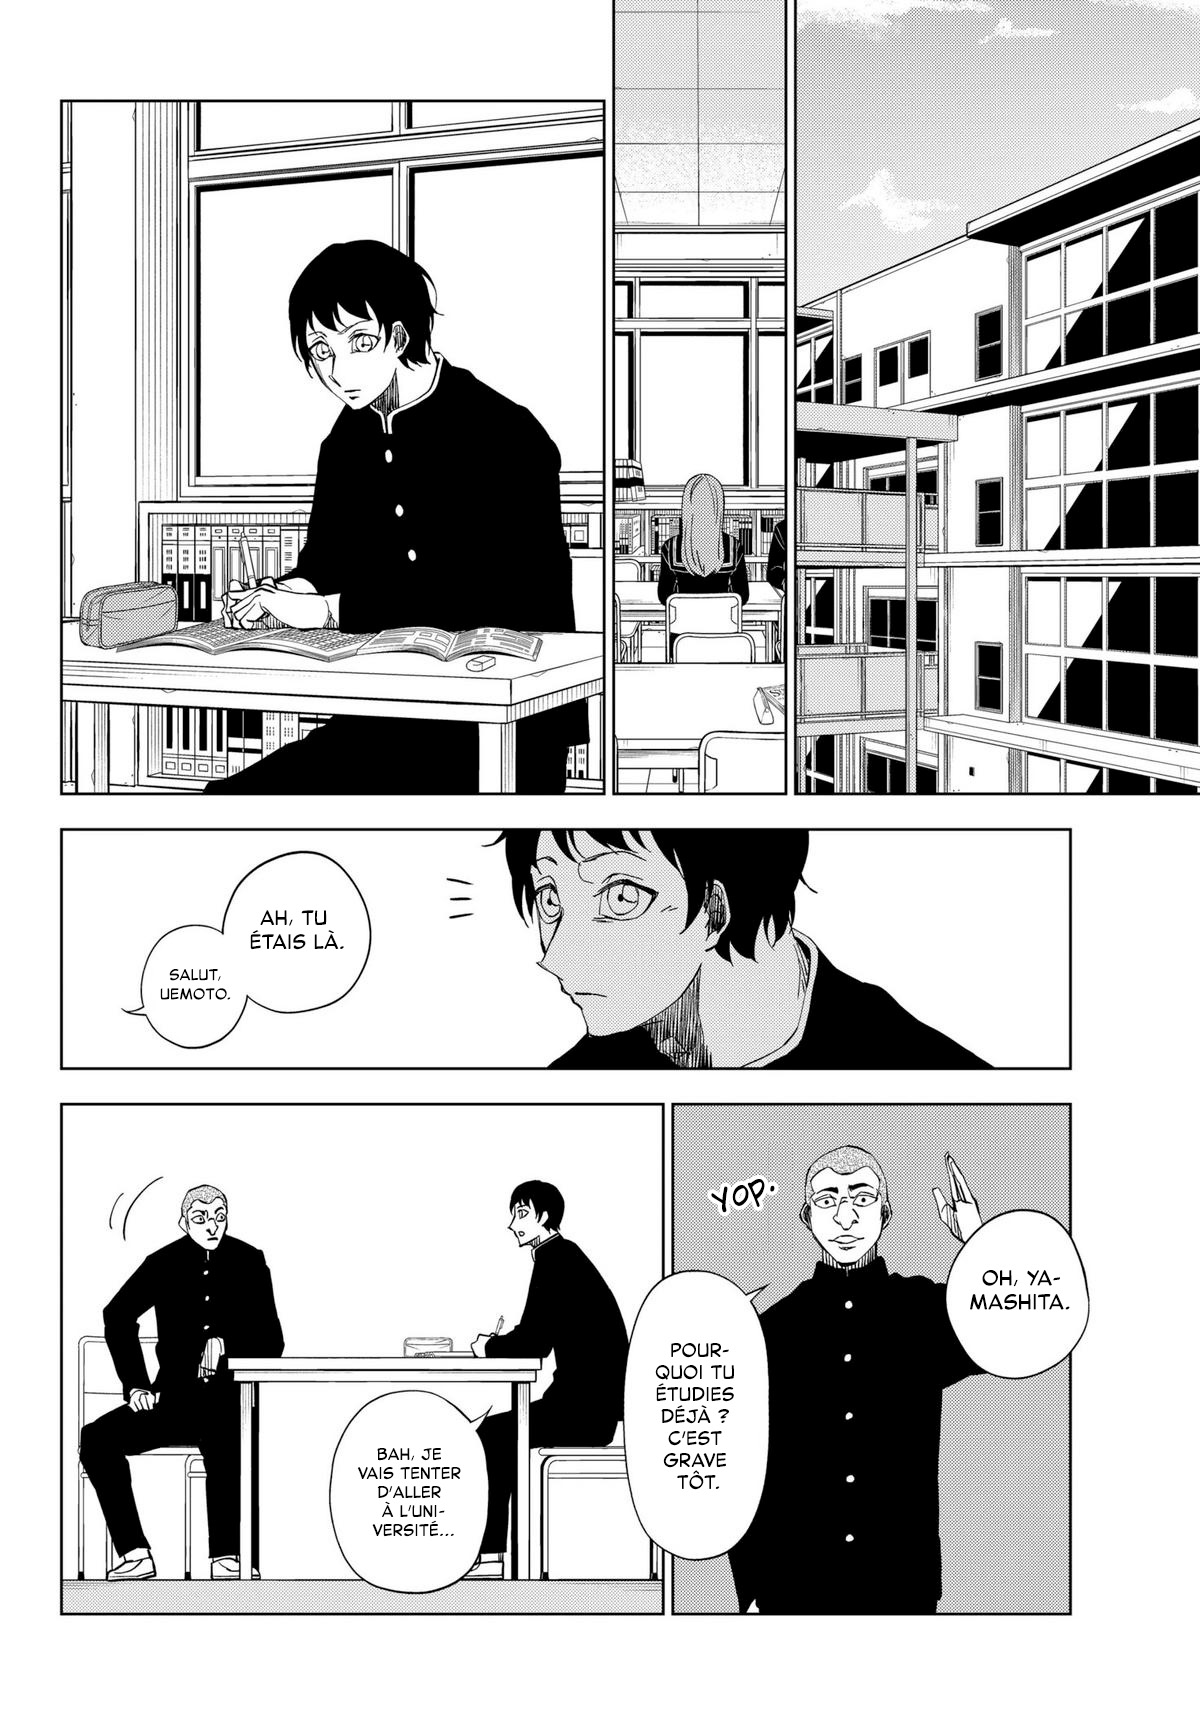 AH, TU
ÉTAIS LÀ.
SALUT,
UEMOTO.
OH, YA-
MASHITA.
YOP.
POUR-
QUOI TU
ÉTUDIES
DÉJÀ ?
C'EST
GRAVE
TÔT.
BAH, JE
VAIS TENTER
D'ALLER
À L'UNI-
VERSITÉ...